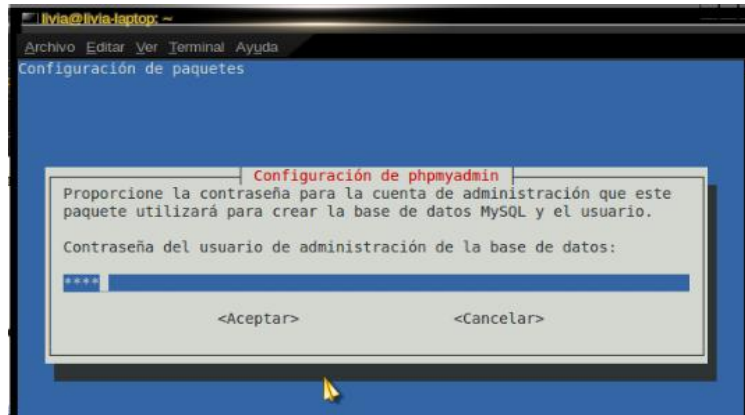 livia@livia-laptop: ~
Archivo Editar Ver Terminal Ayuda
Configuración de paquetes
Configuración de phpmyadmin
Proporcione la contraseña para la cuenta de administración que este
paquete utilizará para crear la base de datos MySQL y el usuario.
Contraseña del usuario de administración de la base de datos:
****
<Aceptar> <Cancelar>